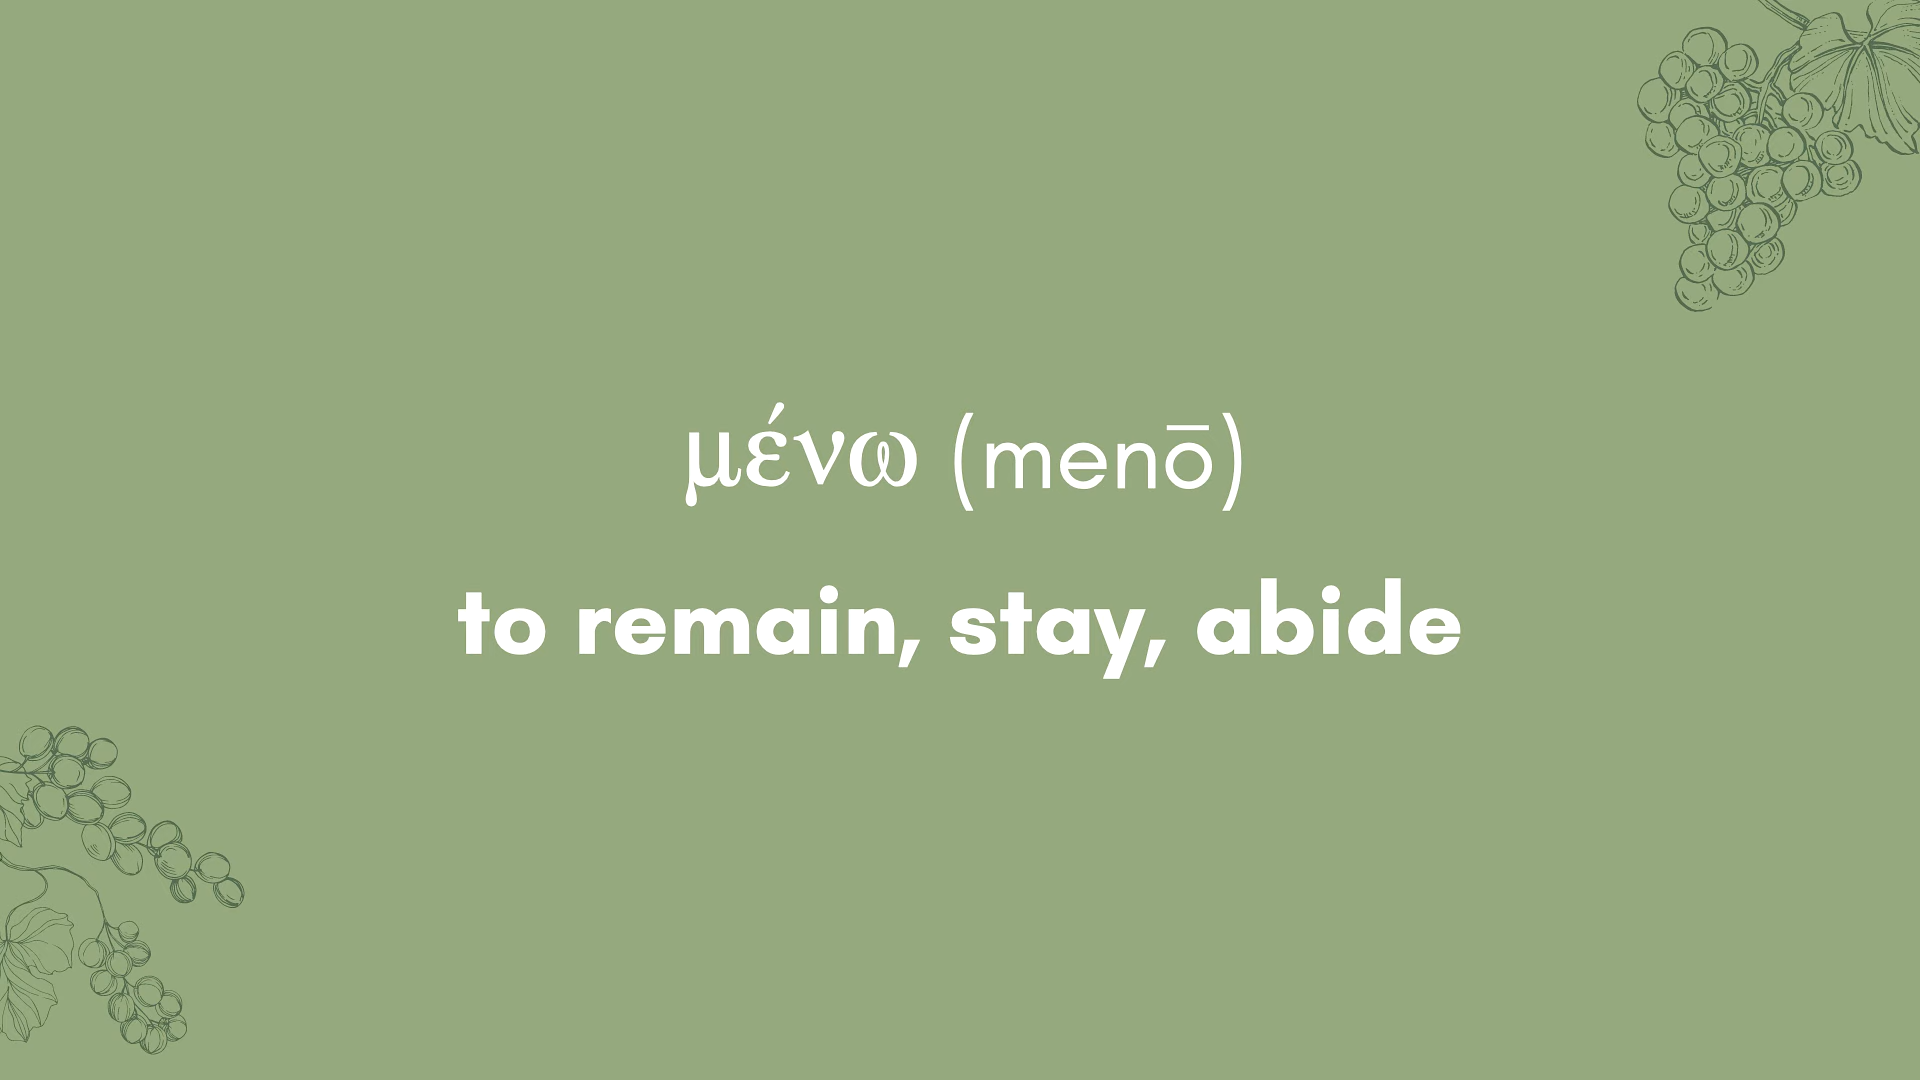 μένω (menō)
to remain, stay, abide